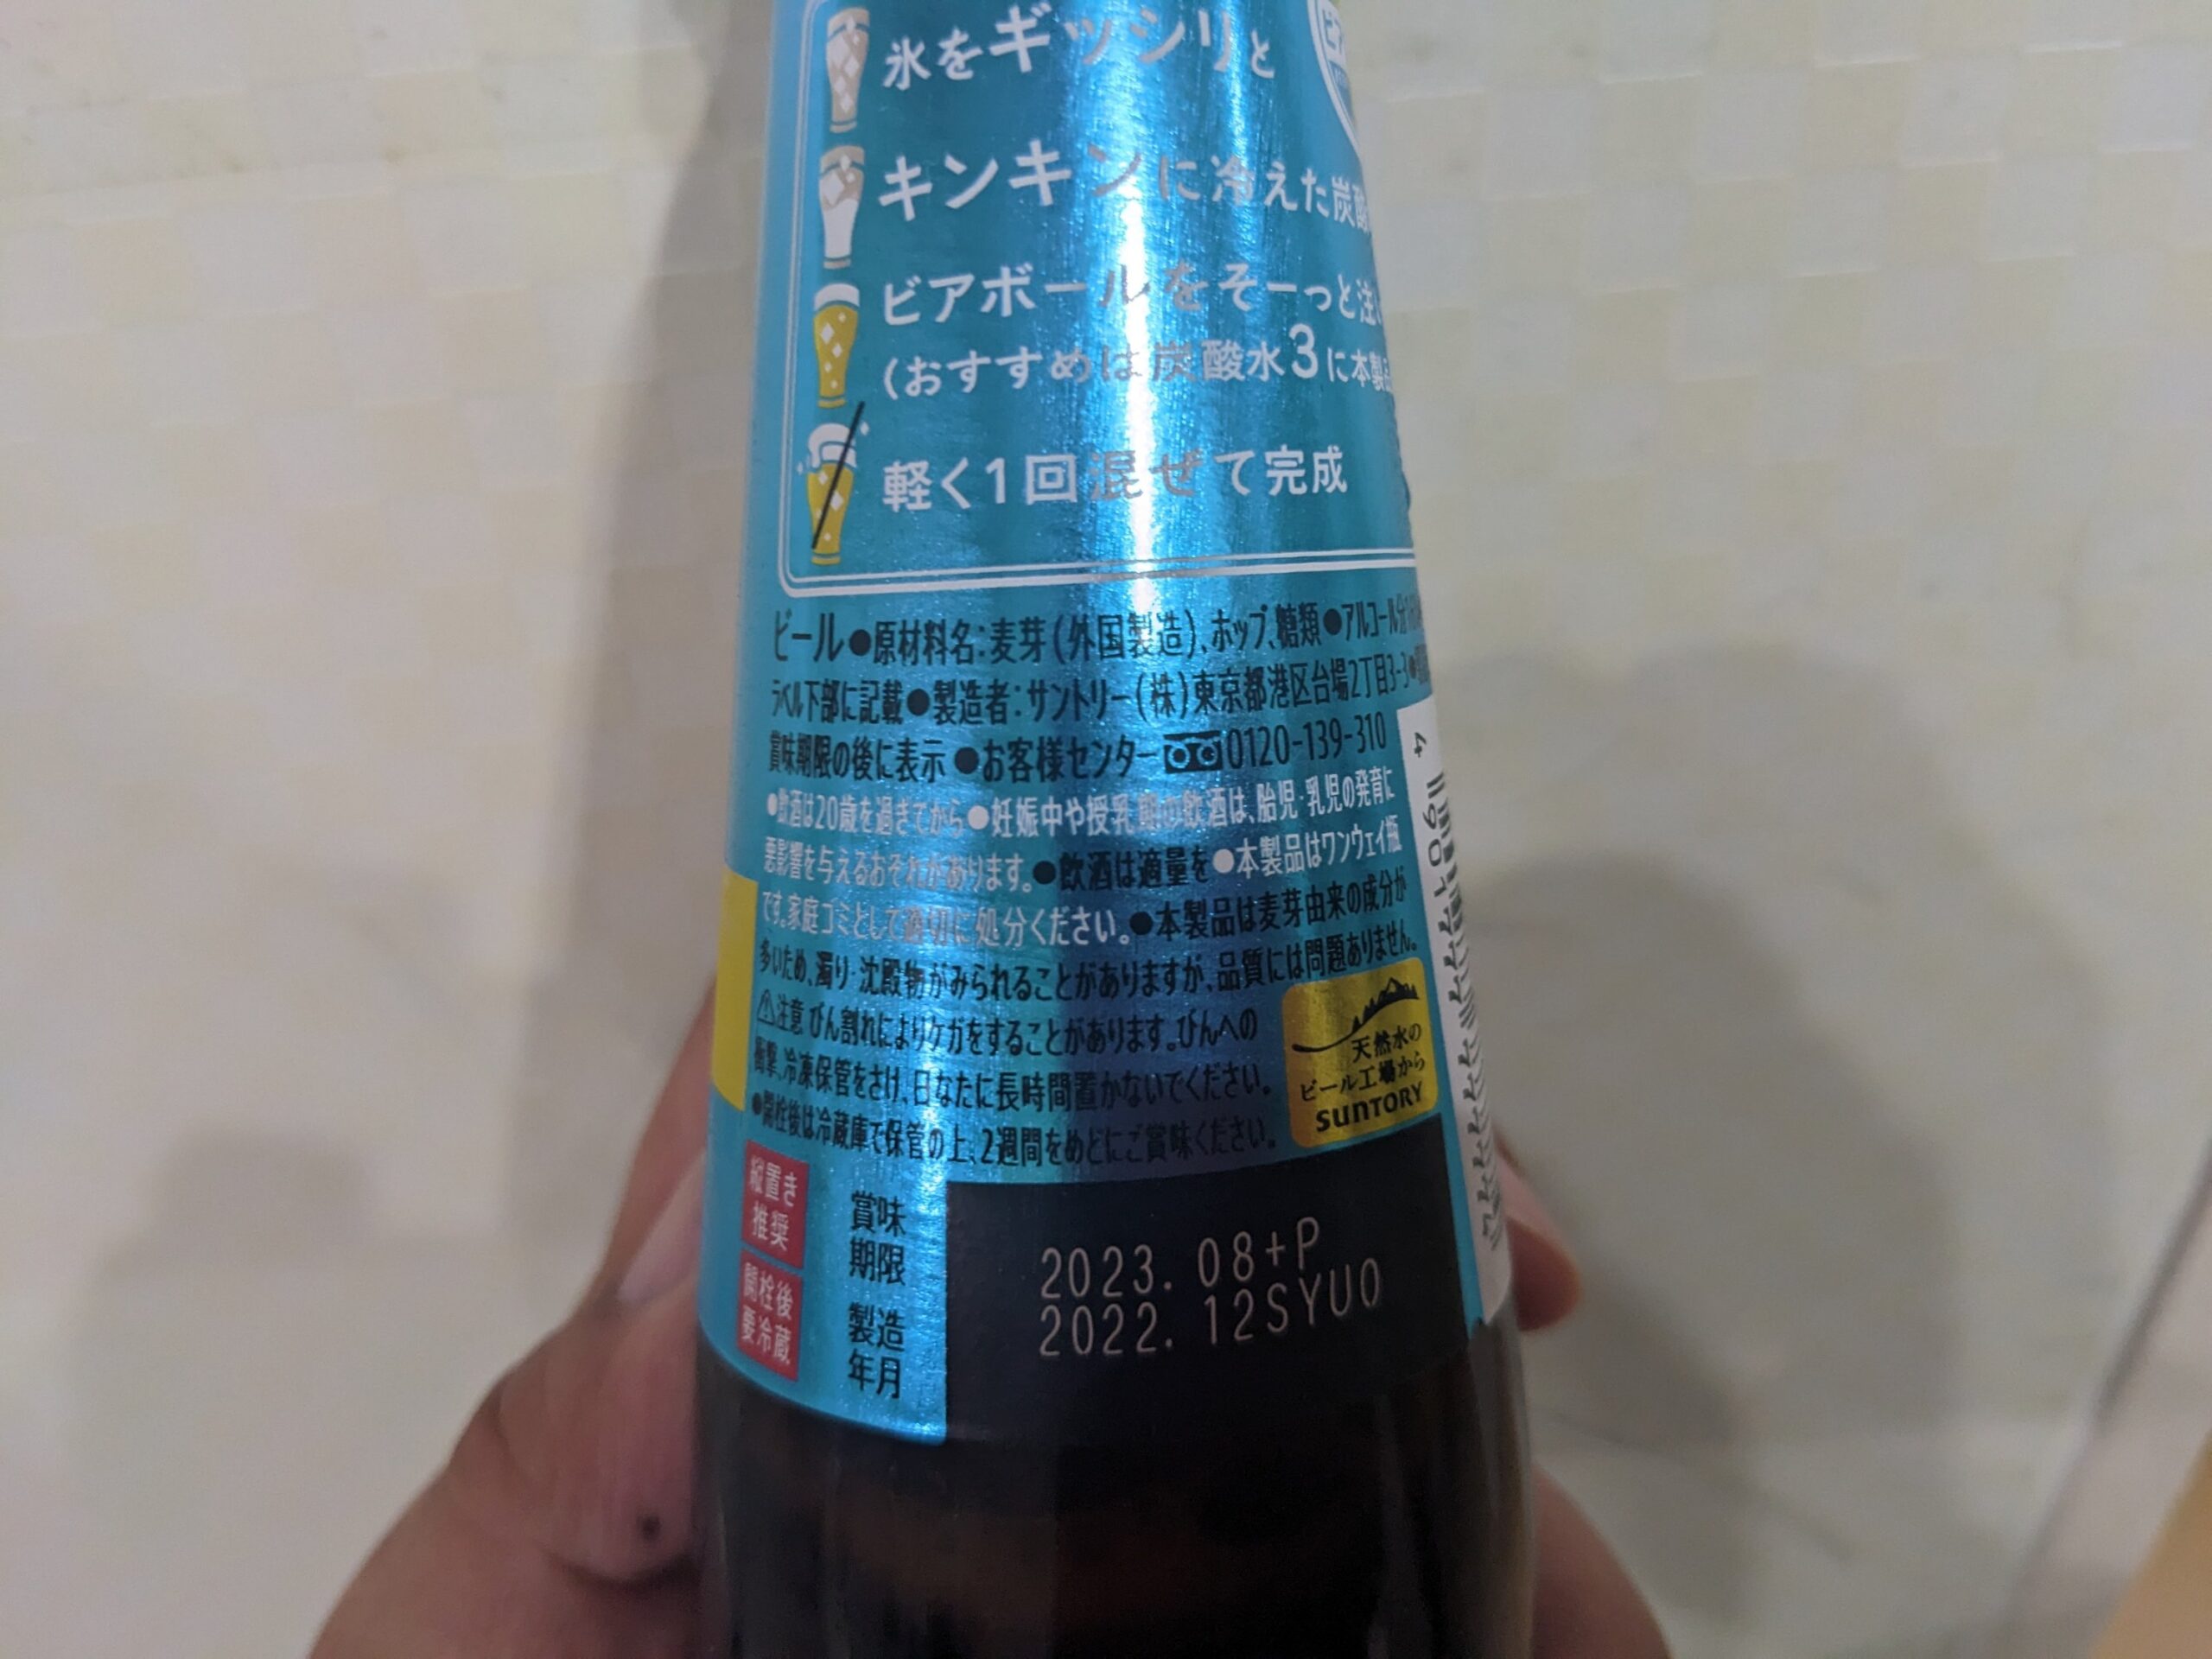 氷をギッシリと
キンキンに冷えた炭酸
ビアボールをそーっと注
(おすすめは炭酸水3に本製
軽く1回混ぜて完成
ビール●原材料名:麦芽(外国製造)、ホップ、糖類●アルコール分
ラベル下部に記載●製造者:サントリー(株)東京都港区台場2丁目3-3●
賞味期限の後に表示●お客様センター 0120-139-310
●飲酒は20歳を過ぎてから●妊娠中や授乳期の飲酒は、胎児・乳児の発育に
悪影響を与えるおそれがあります。●飲酒は適量を●本製品はワンウェイ瓶
です。家庭ゴミとして適切に処分ください。●本製品は麦芽由来の成分が
多いため、濁り・沈殿物がみられることがありますが、品質には問題ありません。
⚠注意 びん割れによりケガをすることがあります。びんへの
衝撃、冷凍保管をさけ、日なたに長時間置かないでください。
●開栓後は冷蔵庫で保管の上、2週間をめどにご賞味ください。
天然水の
ビール工場から
SUNTORY
縦置き
推奨
開栓後
要冷蔵
賞味
期限
製造
年月
2023. 08+P
2022. 12SYU0